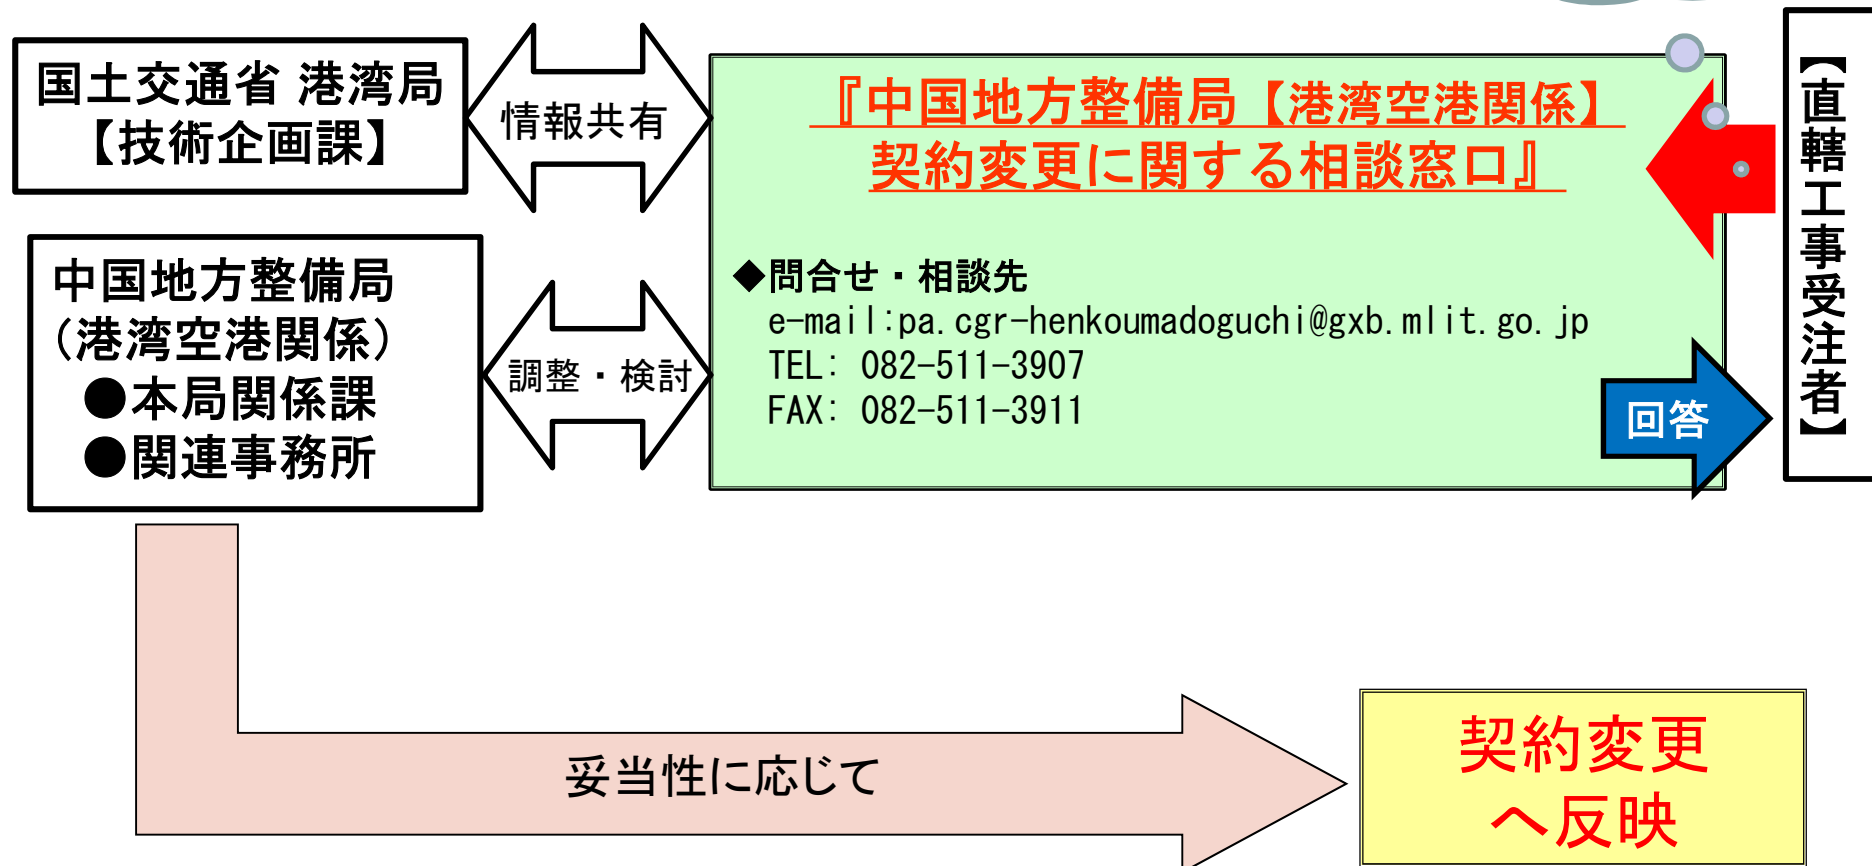 国土交通省 港湾局
【技術企画課】
情報共有
『中国地方整備局【港湾空港関係】
契約変更に関する相談窓口』
【直轄工事受注者】
中国地方整備局
（港湾空港関係）
●本局関係課
●関連事務所
調整・検討
◆問合せ・相談先
e-mail:pa.cgr-henkoumadoguchi@gxb.mlit.go.jp
TEL: 082-511-3907
FAX: 082-511-3911
回答
妥当性に応じて
契約変更
へ反映